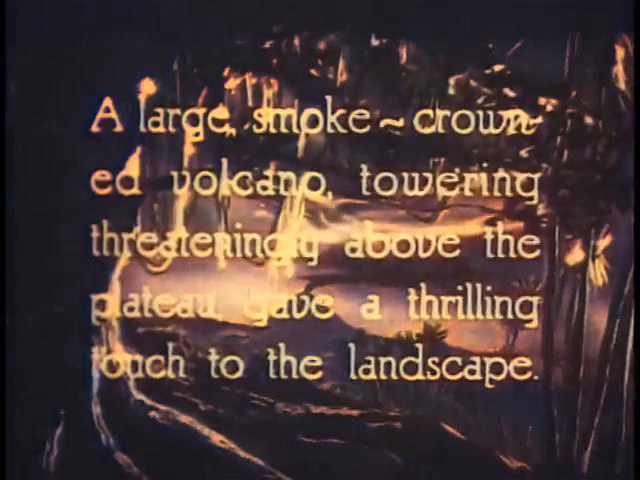 A large, smoke~crown-
ed volcano, towering
threateningly above the
plateau, gave a thrilling
touch to the landscape.